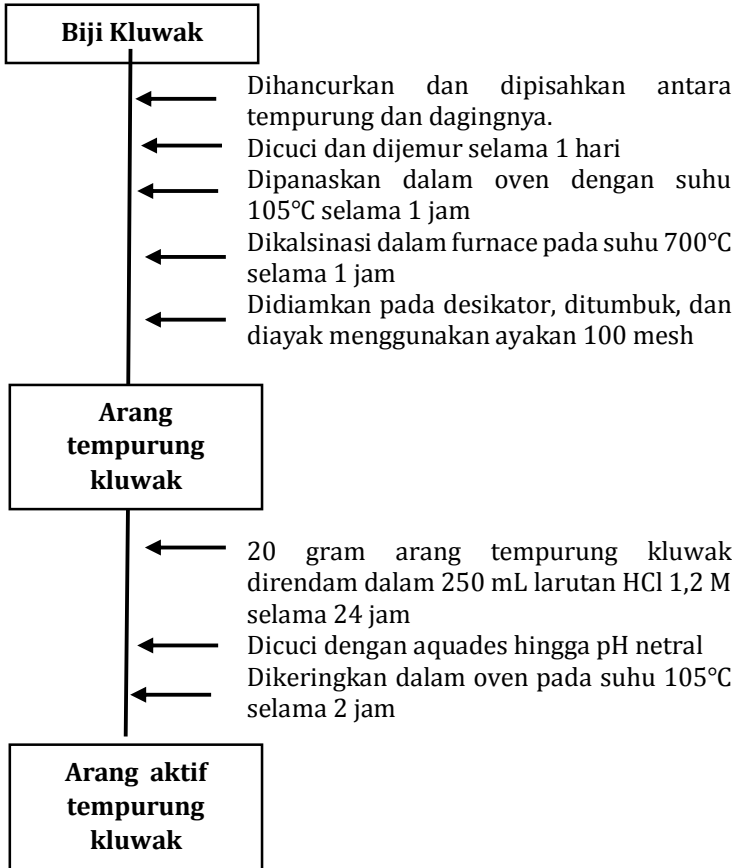 Biji Kluwak
Dihancurkan dan dipisahkan antara
tempurung dan dagingnya.
Dicuci dan dijemur selama 1 hari
Dipanaskan dalam oven dengan suhu
105°C selama 1 jam
Dikalsinasi dalam furnace pada suhu 700°C
selama 1 jam
Didiamkan pada desikator, ditumbuk, dan
diayak menggunakan ayakan 100 mesh
Arang
tempurung
kluwak
20 gram arang tempurung kluwak
direndam dalam 250 mL larutan HCl 1,2 M
selama 24 jam
Dicuci dengan aquades hingga pH netral
Dikeringkan dalam oven pada suhu 105°C
selama 2 jam
Arang aktif
tempurung
kluwak